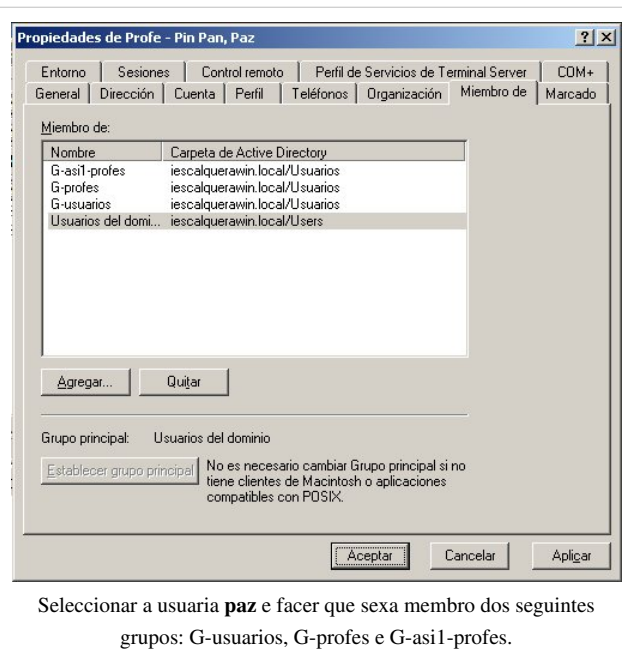 Propiedades de Profe - Pin Pan, Paz
Entorno Sesiones Control remoto Perfil de Servicios de Terminal Server COM+
General Dirección Cuenta Perfil Teléfonos Organización Miembro de Marcado
Miembro de:
Nombre Carpeta de Active Directory
G-asi1-profes iescalquerawin.local/Usuarios
G-profes iescalquerawin.local/Usuarios
G-usuarios iescalquerawin.local/Usuarios
Usuarios del domi... iescalquerawin.local/Users
Agregar... Quitar
Grupo principal: Usuarios del dominio
Establecer grupo principal
No es necesario cambiar Grupo principal si no
tiene clientes de Macintosh o aplicaciones
compatibles con POSIX.
Aceptar Cancelar Aplicar
Seleccionar a usuaria paz e facer que sexa membro dos seguintes
grupos: G-usuarios, G-profes e G-asi1-profes.